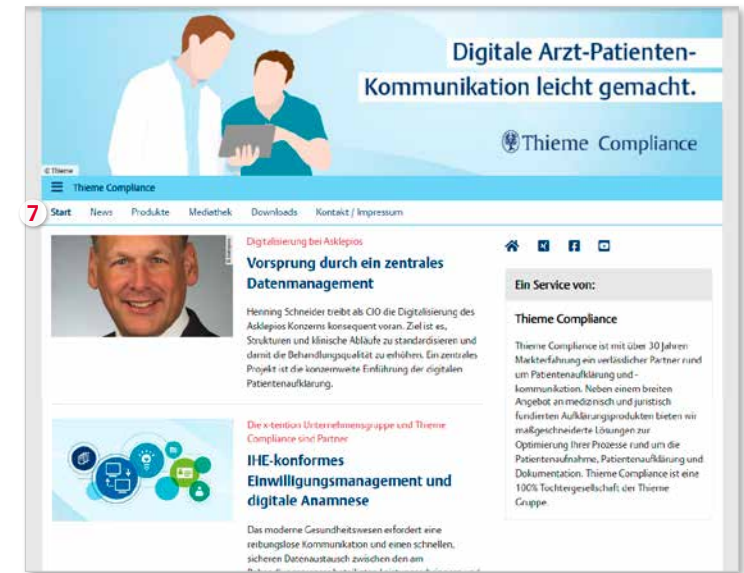 Digitale Arzt-Patienten-
Kommunikation leicht gemacht.
Thieme Compliance
© Thieme
Thieme Compliance
7
Start News Produkte Mediathek Downloads Kontakt / Impressum
Digitalisierung bei Asklepios
Vorsprung durch ein zentrales
Datenmanagement
Henning Schneider treibt als CIO die Digitalisierung des
Asklepios Konzerns konsequent voran. Ziel ist es,
Strukturen und klinische Abläufe zu standardisieren und
damit die Behandlungsqualität zu erhöhen. Ein zentrales
Projekt ist die konzernweite Einführung der digitalen
Patientenaufklärung.
Die x-tention Unternehmensgruppe und Thieme
Compliance sind Partner
IHE-konformes
Einwilligungsmanagement und
digitale Anamnese
Das moderne Gesundheitswesen erfordert eine
reibungslose Kommunikation und einen schnellen,
sicheren Datenaustausch zwischen den am
Ein Service von:
Thieme Compliance
Thieme Compliance ist mit über 30 Jahren
Markterfahrung ein verlässlicher Partner rund
um Patientenaufklärung und -
kommunikation. Neben einem breiten
Angebot an medizinisch und juristisch
fundierten Aufklärungsprodukten bieten wir
maßgeschneiderte Lösungen zur
Optimierung Ihrer Prozesse rund um die
Patientenaufnahme, Patientenaufklärung und
Dokumentation. Thieme Compliance ist eine
100% Tochtergesellschaft der Thieme
Gruppe.